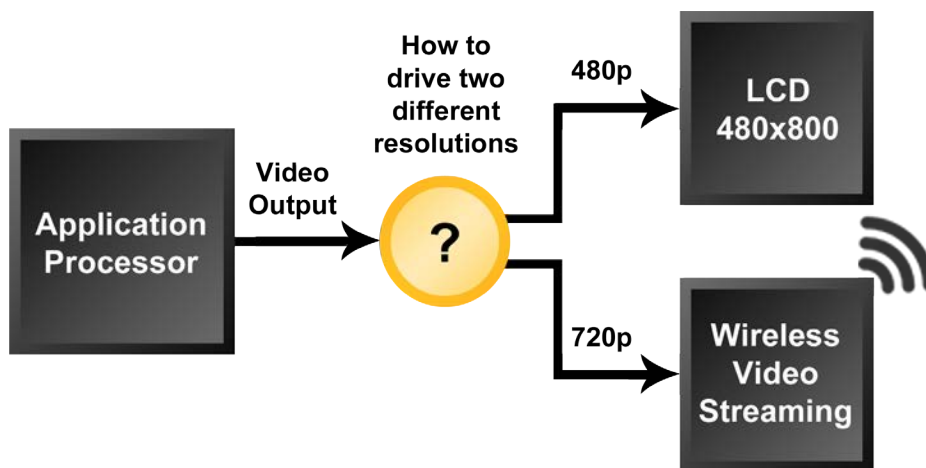 Application
Processor
Video
Output
How to
drive two
different
resolutions
?
480p
LCD
480x800
720p
Wireless
Video
Streaming